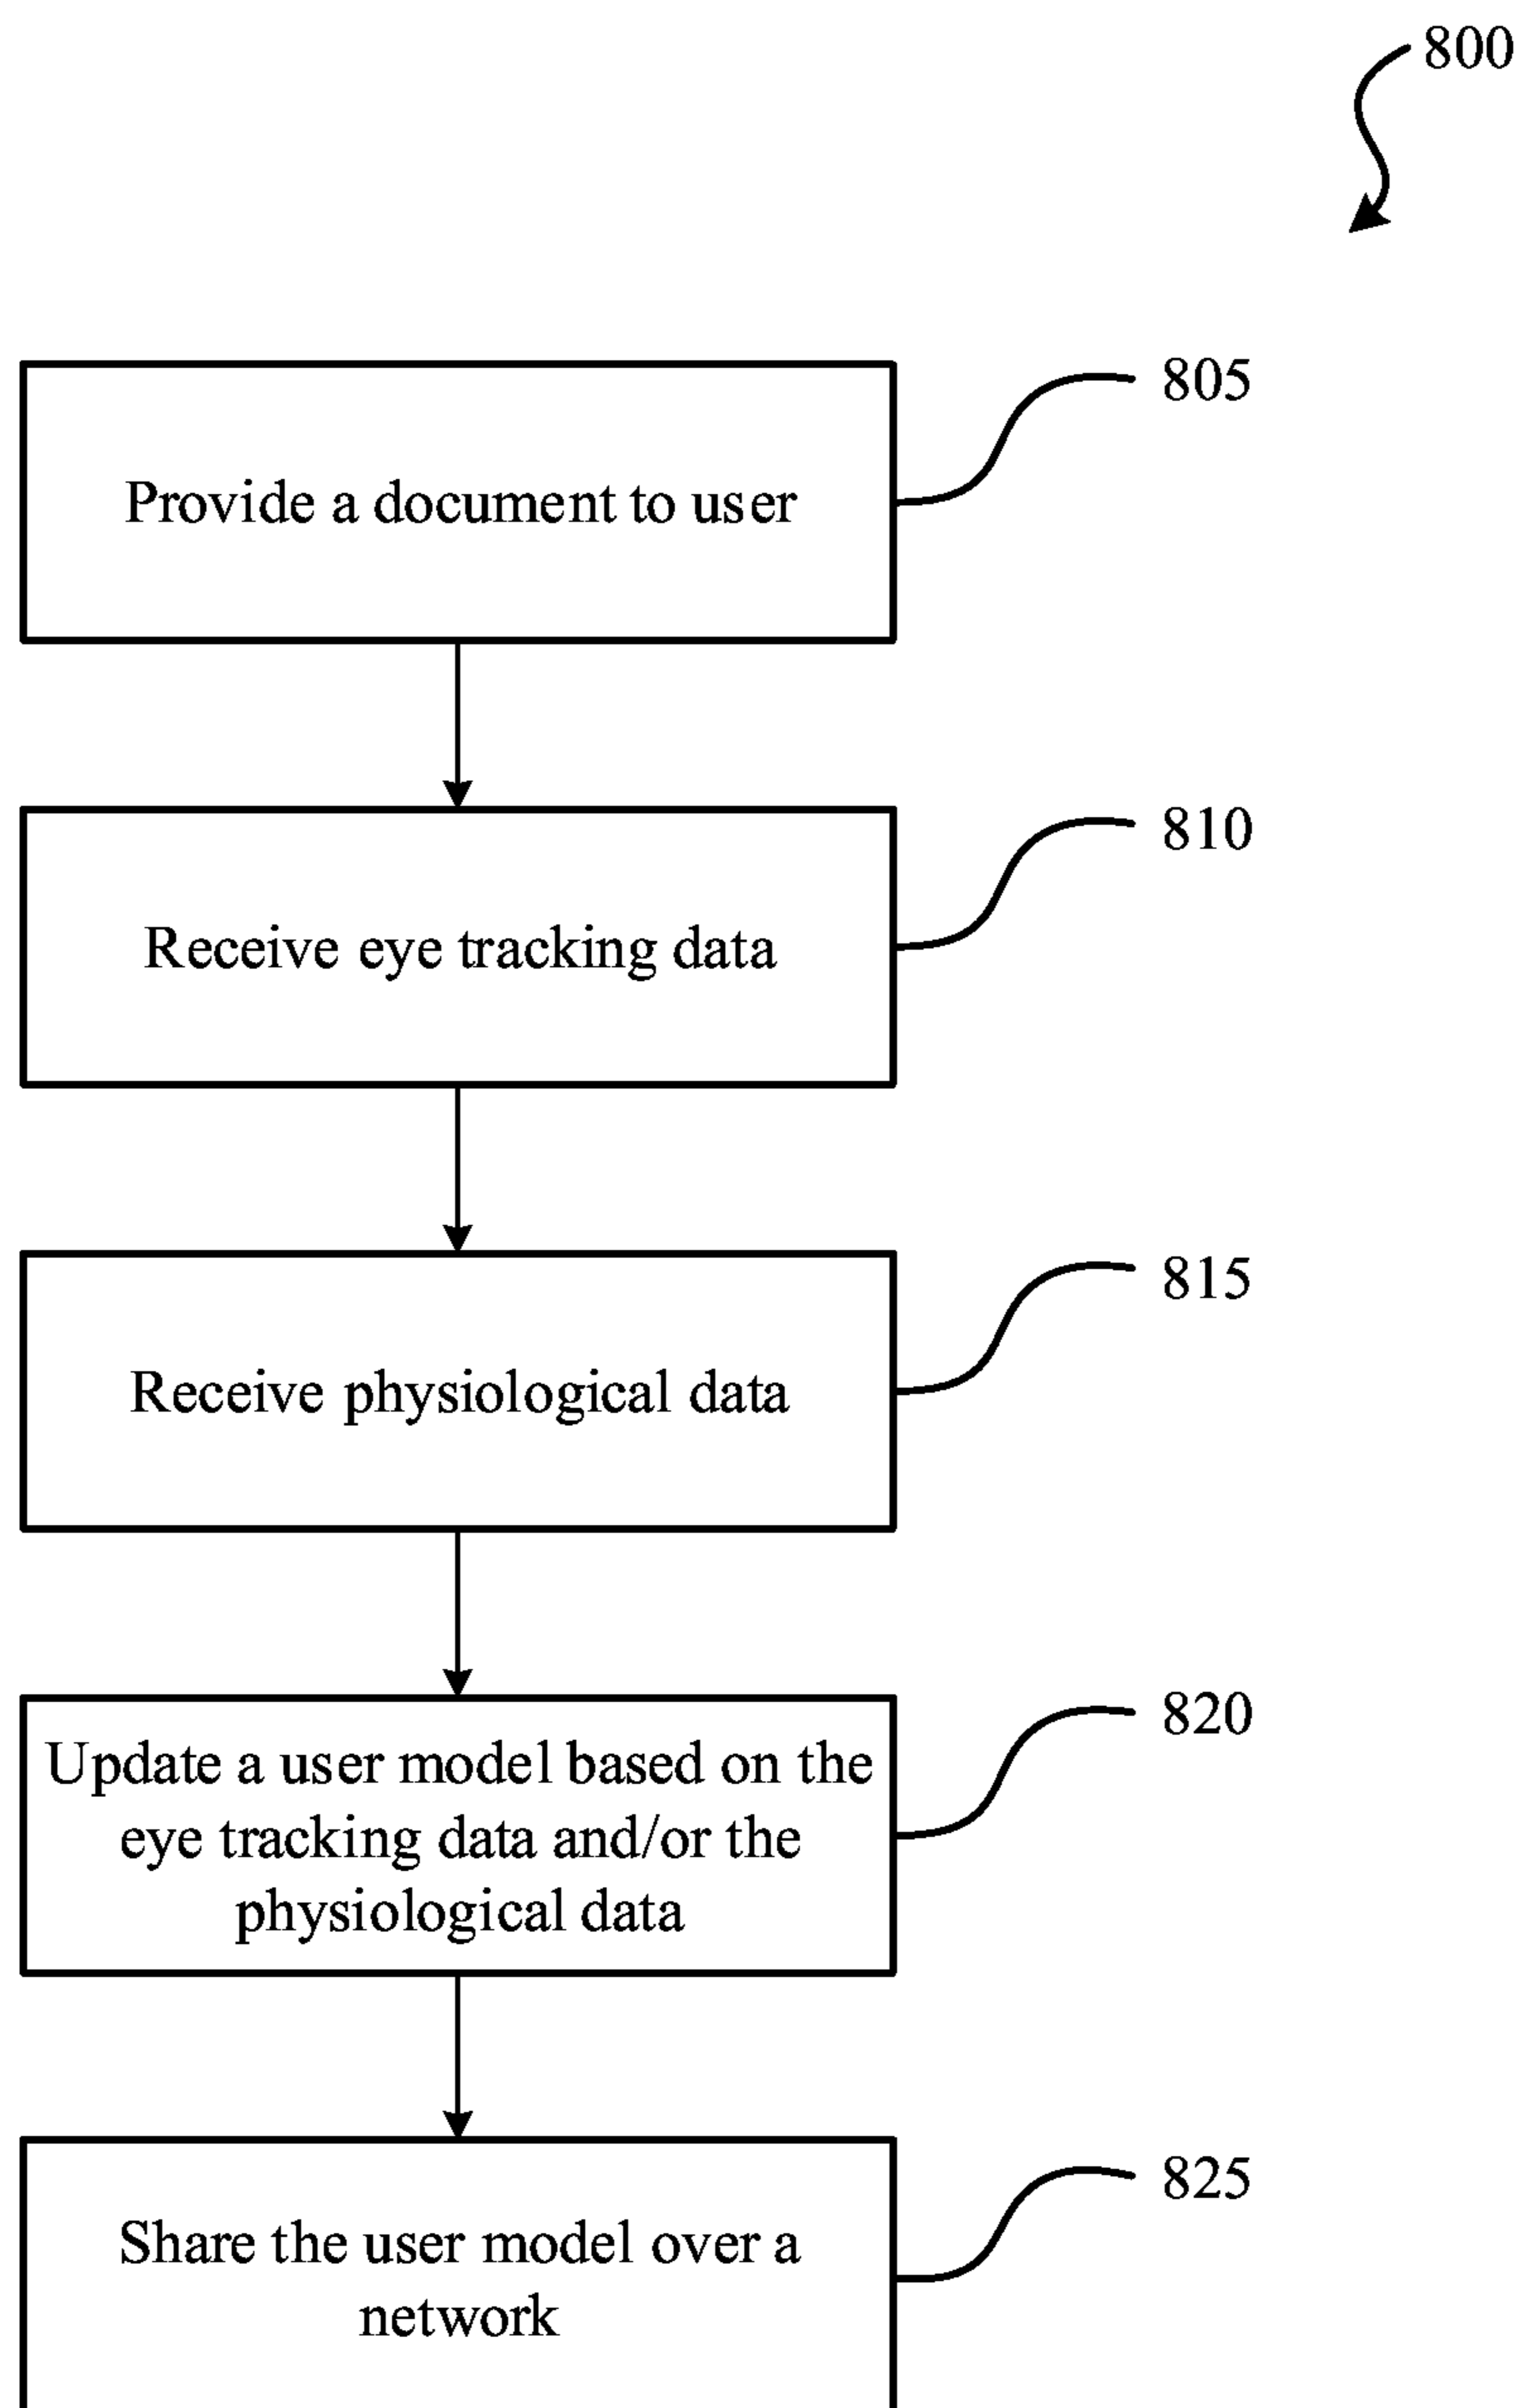 800
805
Provide a document to user
810
Receive eye tracking data
815
Receive physiological data
820
Update a user model based on the
eye tracking data and/or the
physiological data
825
Share the user model over a
network